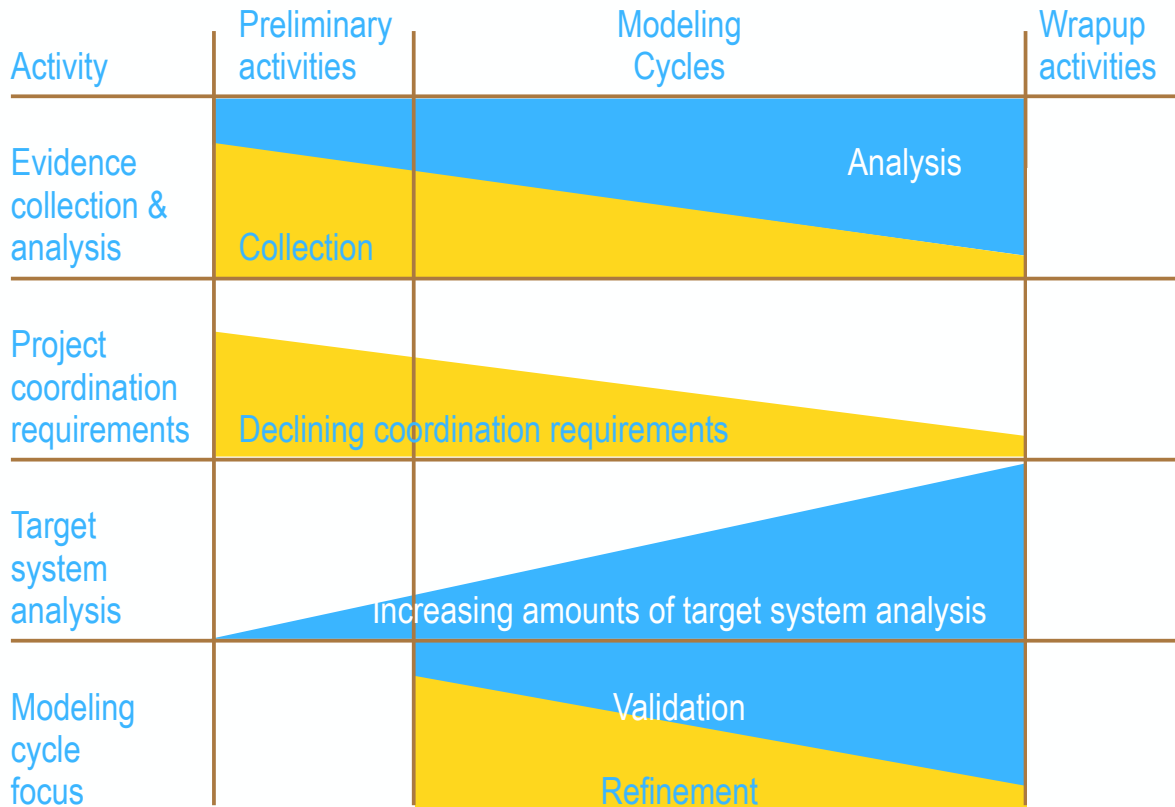 Preliminary
activities
Modeling
Cycles
Wrapup
activities
Activity
Evidence
collection &
analysis
Analysis
Collection
Project
coordination
requirements
Declining coordination requirements
Target
system
analysis
Increasing amounts of target system analysis
Modeling
cycle
focus
Validation
Refinement